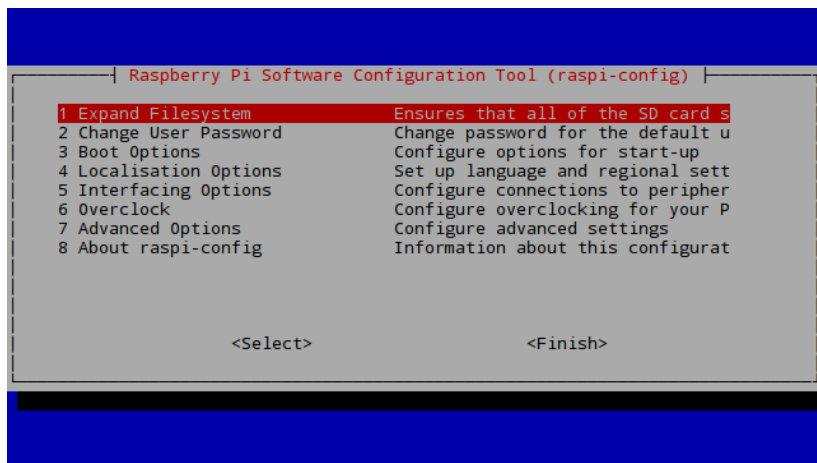 Raspberry Pi Software Configuration Tool (raspi-config)
1 Expand Filesystem Ensures that all of the SD card s
2 Change User Password Change password for the default u
3 Boot Options Configure options for start-up
4 Localisation Options Set up language and regional sett
5 Interfacing Options Configure connections to peripher
6 Overclock Configure overclocking for your P
7 Advanced Options Configure advanced settings
8 About raspi-config Information about this configurat
<Select> <Finish>